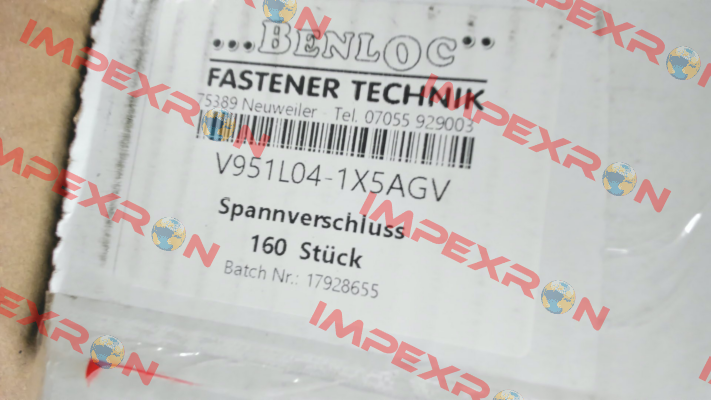 ...BENLOC..
FASTENER TECHNIK
75389 Neuweiler - Tel. 07055 929003
V951L04-1X5AGV
Spannverschluss
160 Stück
Batch Nr.: 17928655
IMPEXRON
IMPEXRON
IMPEXRON
IMPEXRON
IMPEXRON
IMPEXRON
IMPEXRON
IMPEXRON